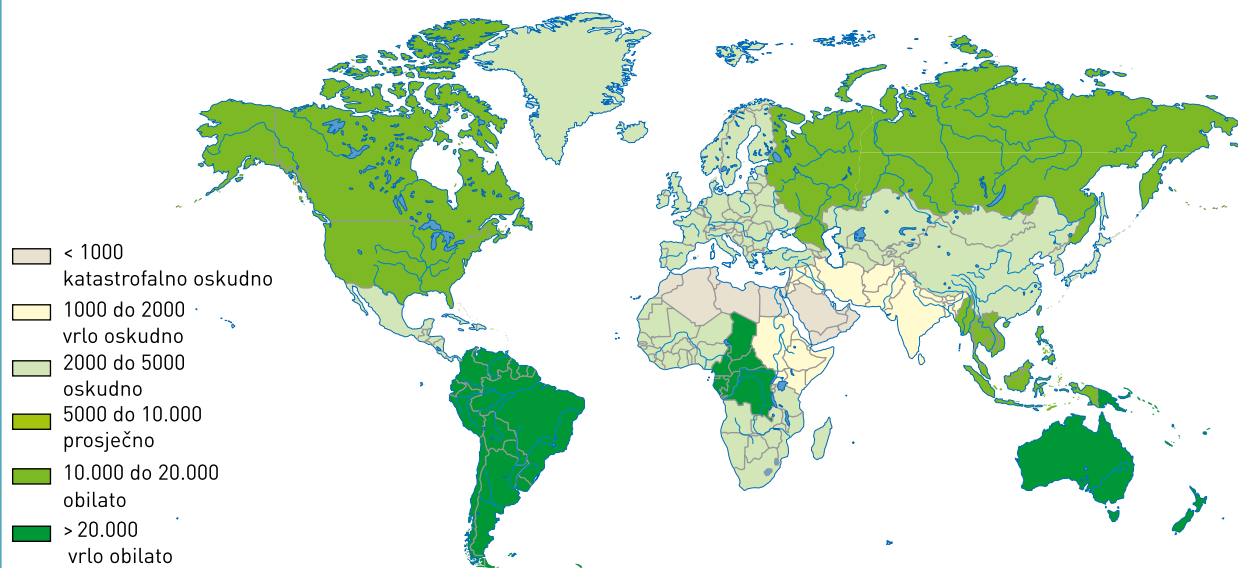 < 1000
katastrofalno oskudno
1000 do 2000
vrlo oskudno
2000 do 5000
oskudno
5000 do 10.000
prosječno
10.000 do 20.000
obilato
> 20.000
vrlo obilato